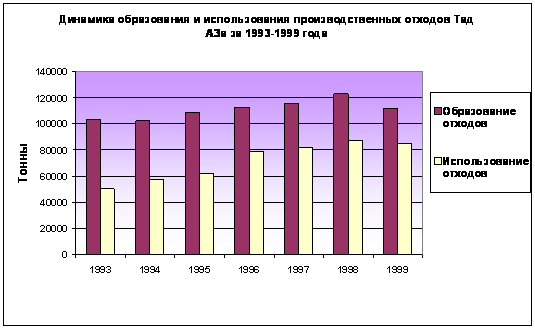 Динамика образования и использования производственных отходов Тад
АЗа за 1993-1999 года
140000
120000
100000
80000
60000
40000
20000
0
Тонны
1993 1994 1995 1996 1997 1998 1999
Образование
отходов
Использование
отходов